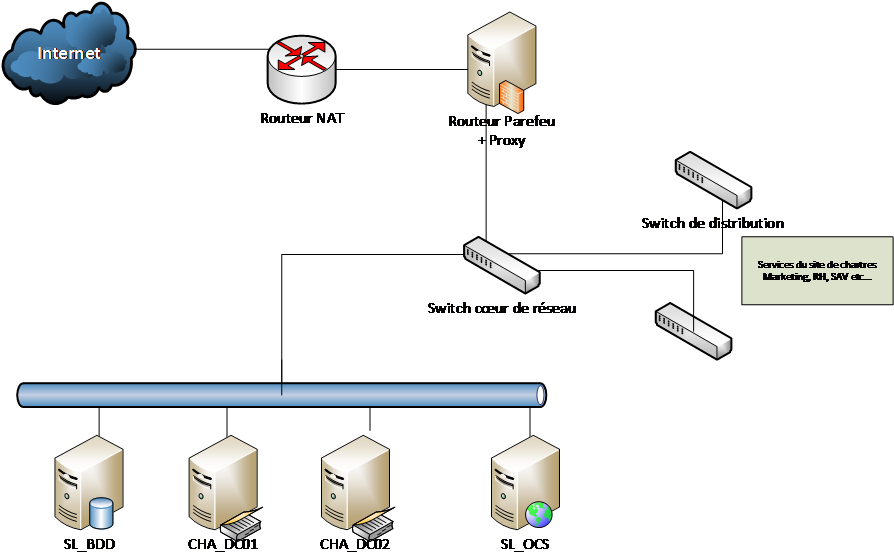 Internet
Routeur NAT
Routeur Parefeu
+ Proxy
Switch de distribution
Services du site de chartres
Marketing, RH, SAV etc...
Switch cœur de réseau
SL_BDD
CHA_DC01
CHA_DC02
SL_OCS